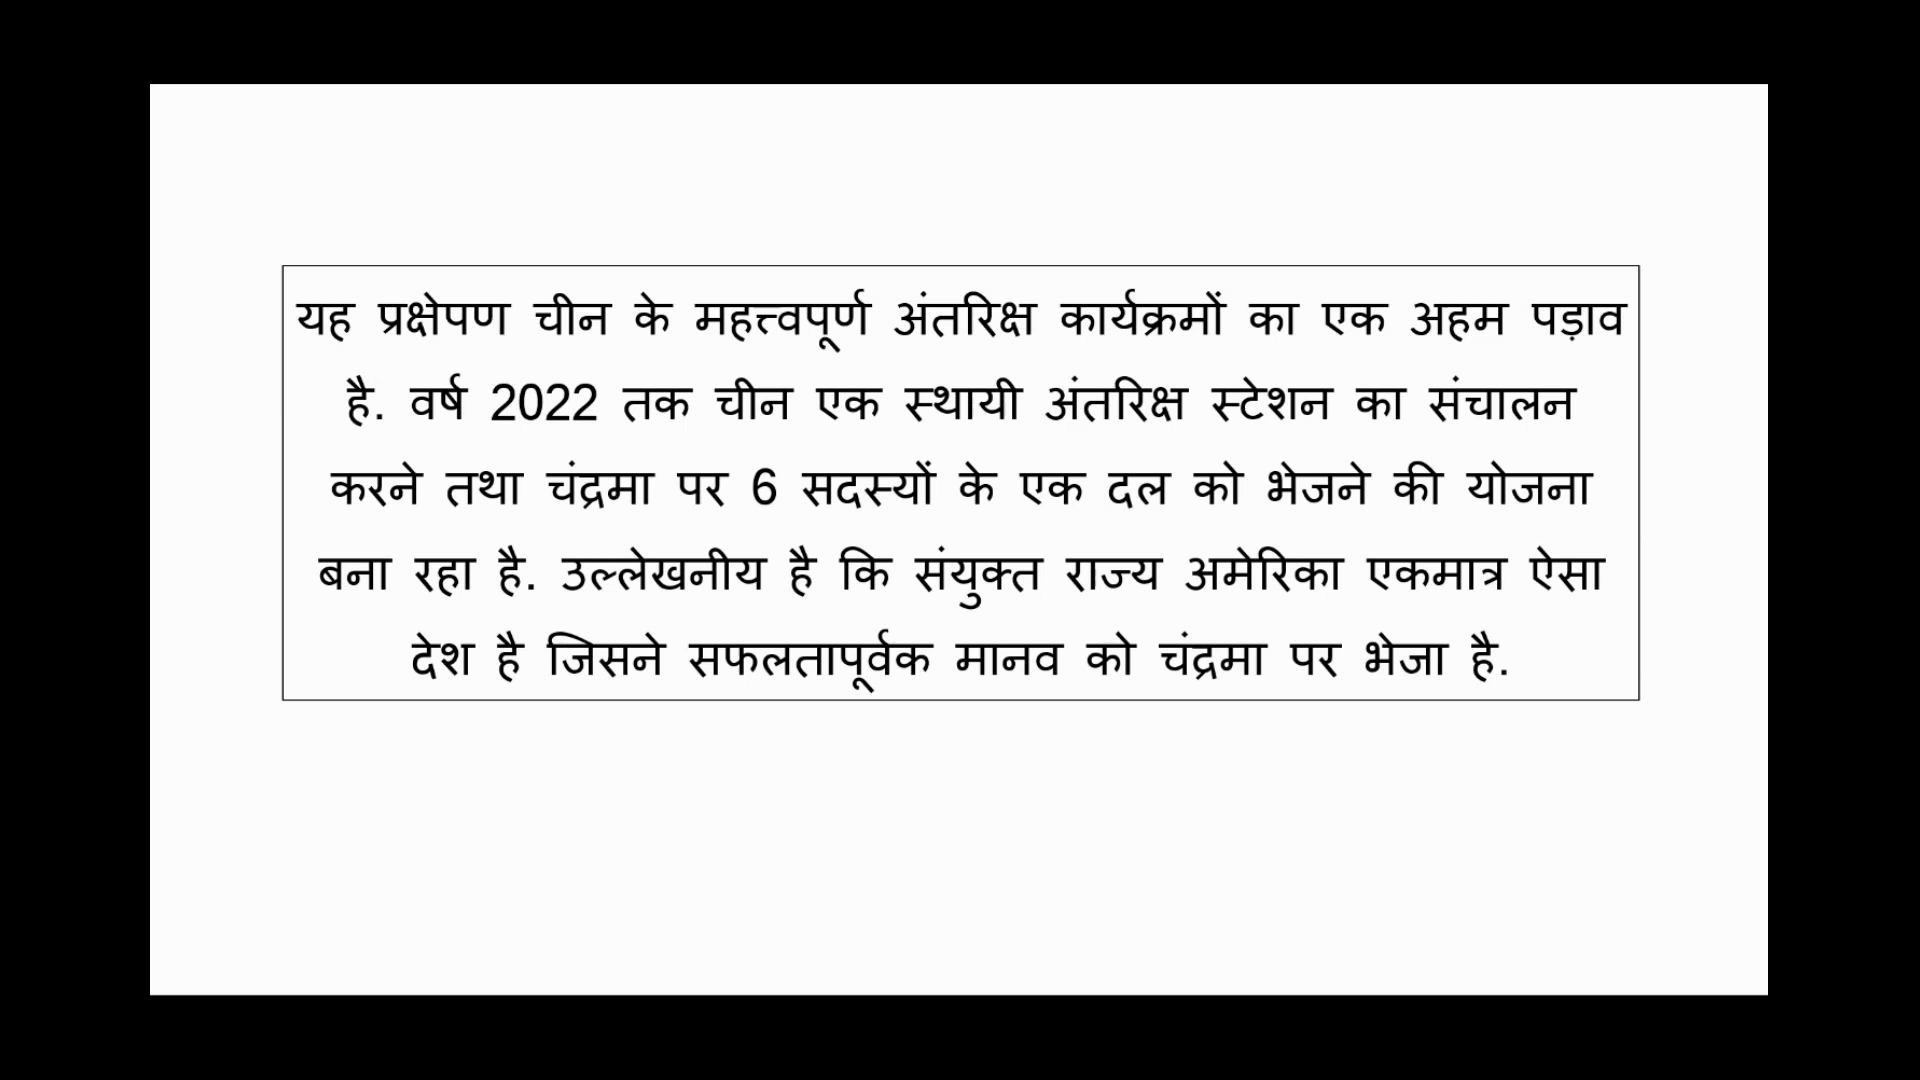 यह प्रक्षेपण चीन के महत्त्वपूर्ण अंतरिक्ष कार्यक्रमों का एक अहम पड़ाव
है. वर्ष 2022 तक चीन एक स्थायी अंतरिक्ष स्टेशन का संचालन
करने तथा चंद्रमा पर 6 सदस्यों के एक दल को भेजने की योजना
बना रहा है. उल्लेखनीय है कि संयुक्त राज्य अमेरिका एकमात्र ऐसा
देश है जिसने सफलतापूर्वक मानव को चंद्रमा पर भेजा है.